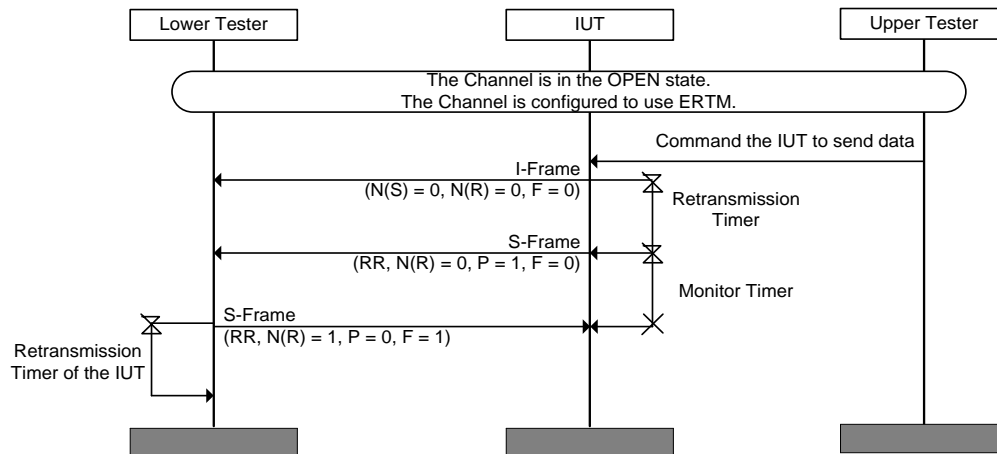 Lower Tester
IUT
Upper Tester
The Channel is in the OPEN state.
The Channel is configured to use ERTM.
Command the IUT to send data
I-Frame
(N(S) = 0, N(R) = 0, F = 0)
Retransmission
Timer
S-Frame
(RR, N(R) = 0, P = 1, F = 0)
Monitor Timer
S-Frame
(RR, N(R) = 1, P = 0, F = 1)
Retransmission
Timer of the IUT